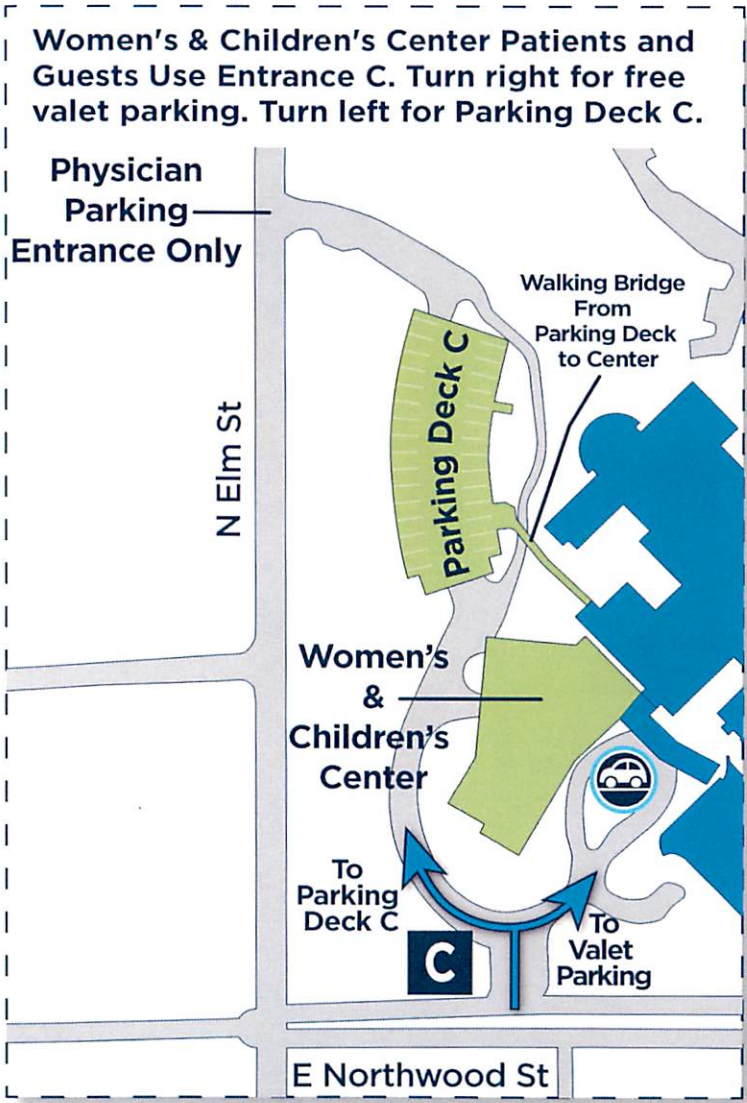 Women's & Children's Center Patients and
Guests Use Entrance C. Turn right for free
valet parking. Turn left for Parking Deck C.
Physician
Parking
Entrance Only
Walking Bridge
From
Parking Deck
to Center
Parking Deck C
N Elm St
Women's
&
Children's
Center
To
Parking
Deck C
C
To
Valet
Parking
E Northwood St